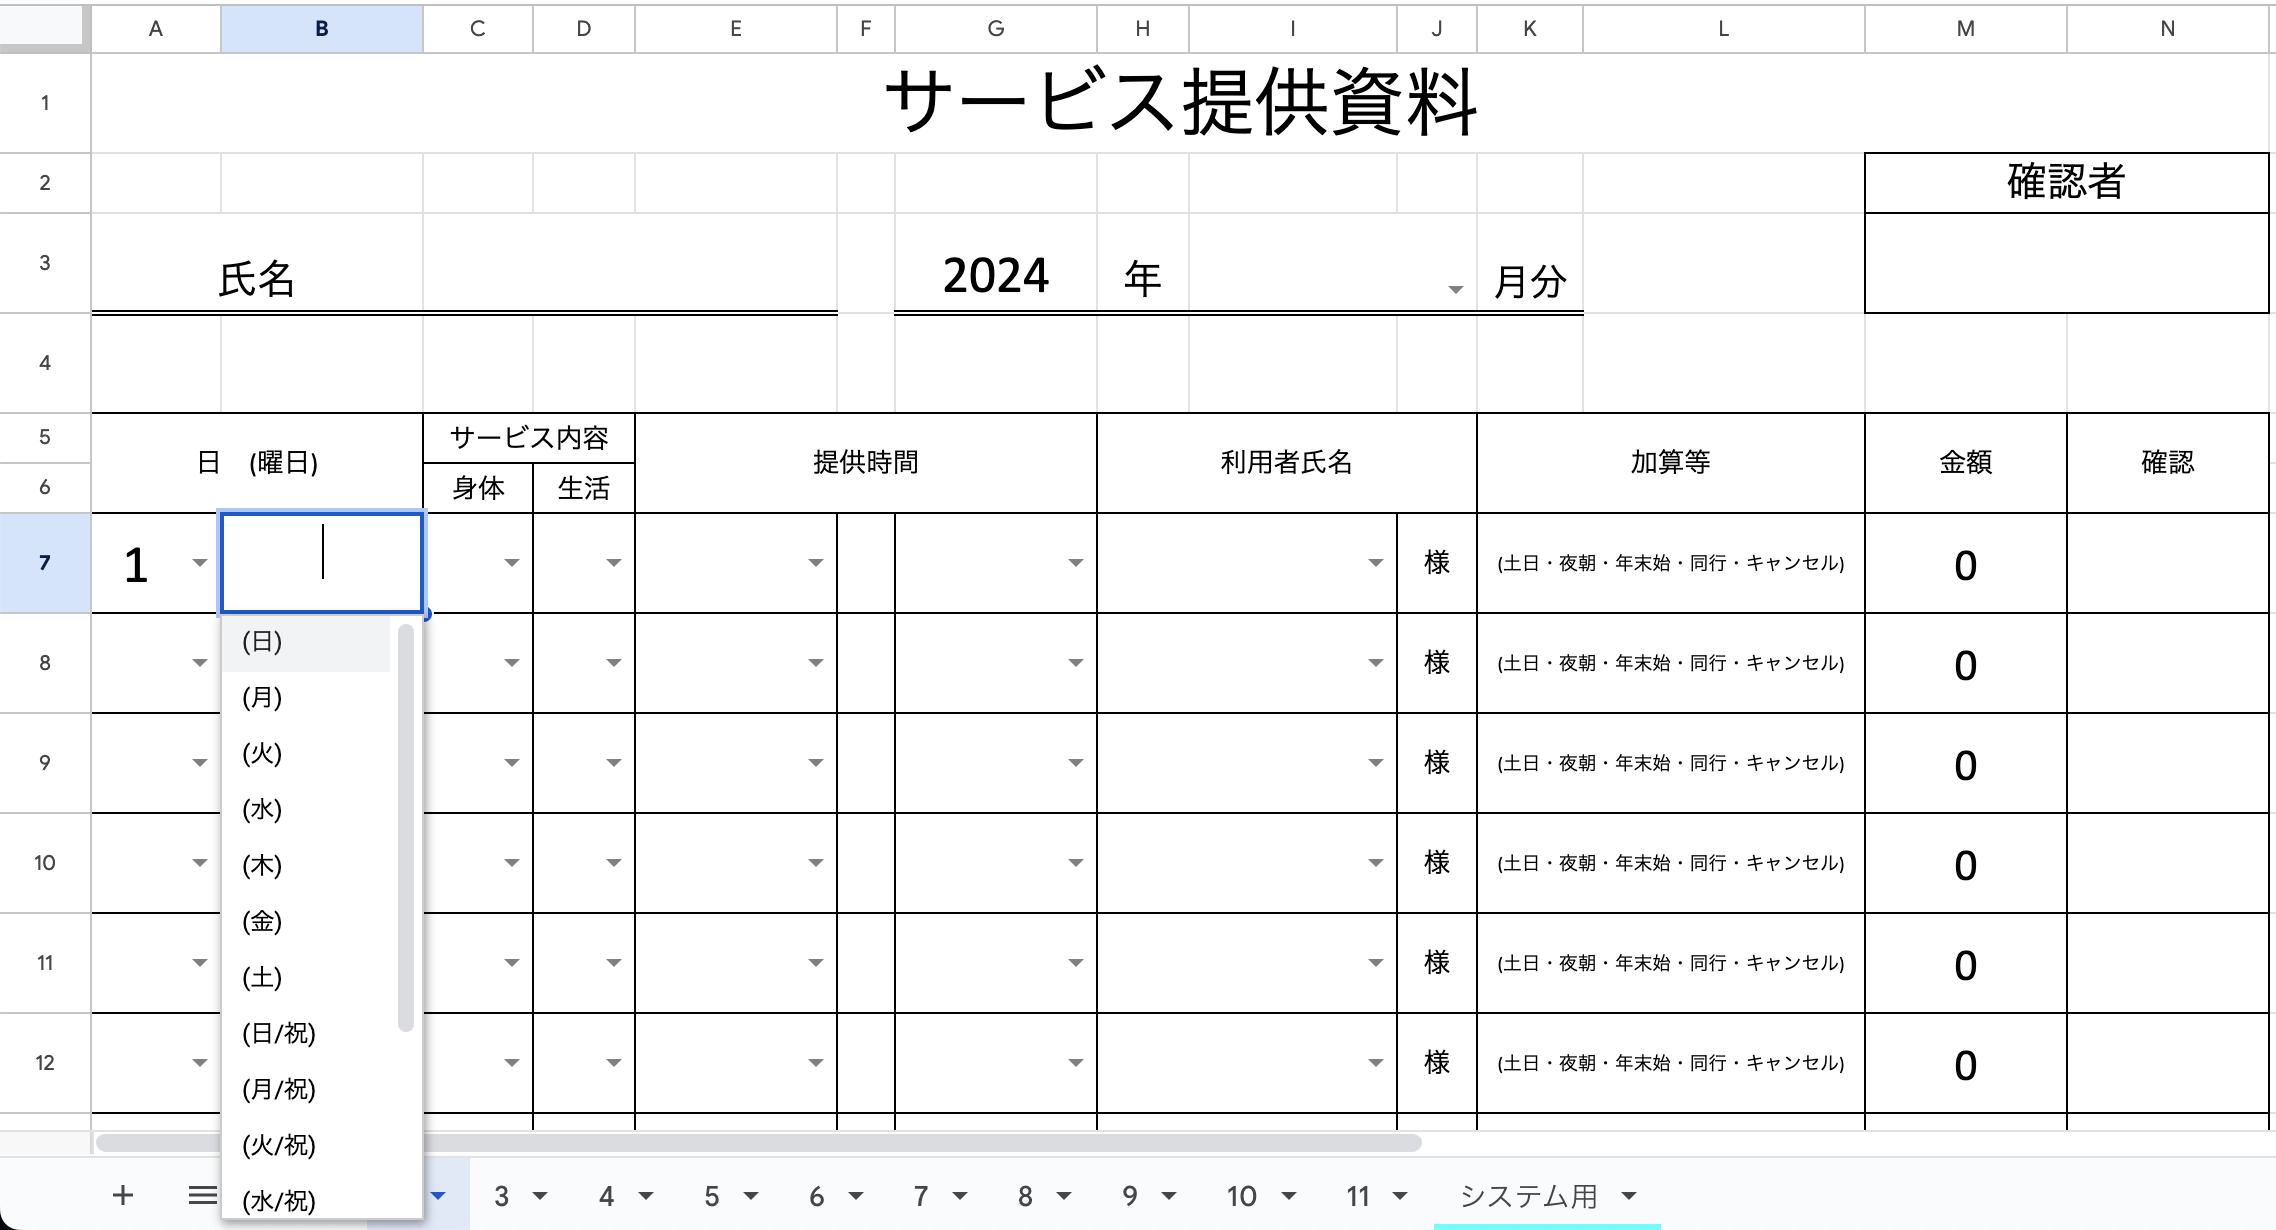 A B C D E F G H I J K L M N
1 サービス提供資料
2 確認者
3 氏名 2024 年 月分
4
5 日 (曜日) サービス内容 提供時間 利用者氏名 加算等 金額 確認
6 身体 生活
7 1 様 (土日・夜朝・年末始・同行・キャンセル) 0
(日)
8 様 (土日・夜朝・年末始・同行・キャンセル) 0
(月)
(火)
9 様 (土日・夜朝・年末始・同行・キャンセル) 0
(水)
10 様 (土日・夜朝・年末始・同行・キャンセル) 0
(木)
(金)
11 様 (土日・夜朝・年末始・同行・キャンセル) 0
(土)
(日/祝)
12 様 (土日・夜朝・年末始・同行・キャンセル) 0
(月/祝)
(火/祝)
(水/祝)
3 4 5 6 7 8 9 10 11 システム用